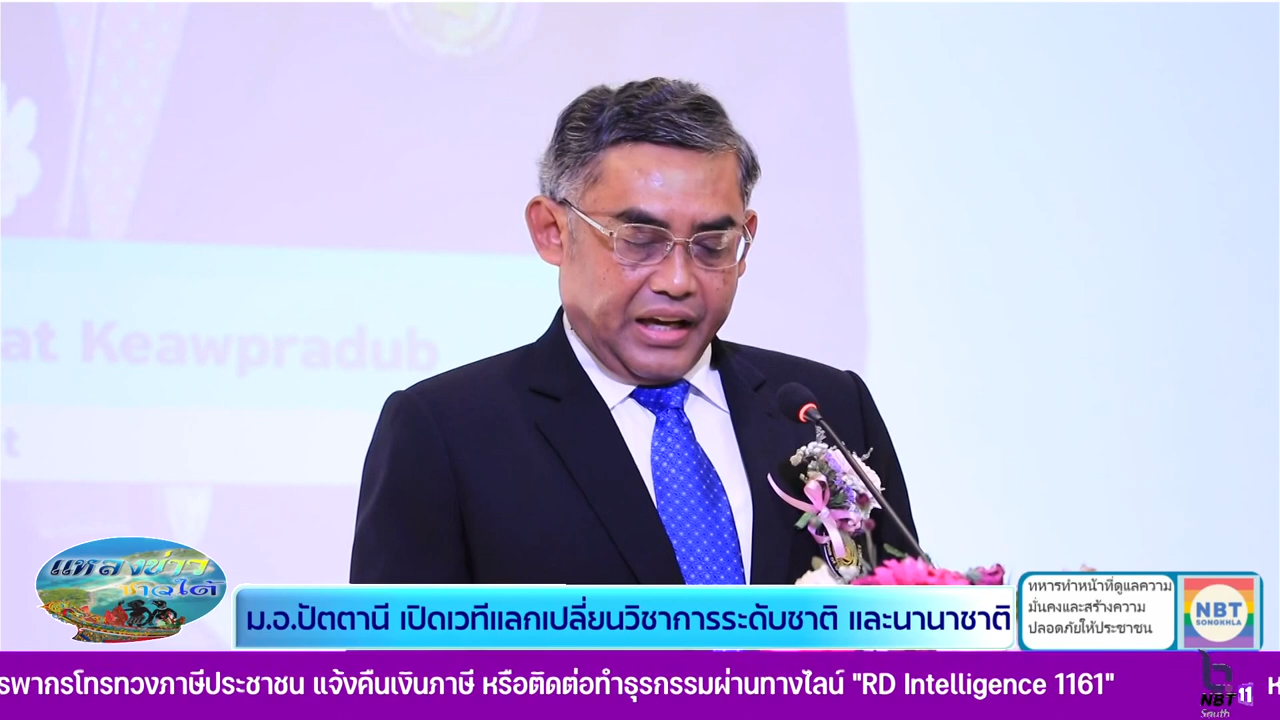 at Keawpradub
แหลงข่าว
ชาวใต้
ม.อ.ปัตตานี เปิดเวทีแลกเปลี่ยนวิชาการระดับชาติ และนานาชาติ
ทหารทำหน้าที่ดูแลความ
มั่นคงและสร้างความ
ปลอดภัยให้ประชาชน
NBT
SONGKHLA
รพากรโทรทวงภาษีประชาชน แจ้งคืนเงินภาษี หรือติดต่อทำธุรกรรมผ่านทางไลน์ "RD Intelligence 1161"
NBT
South
11
ห